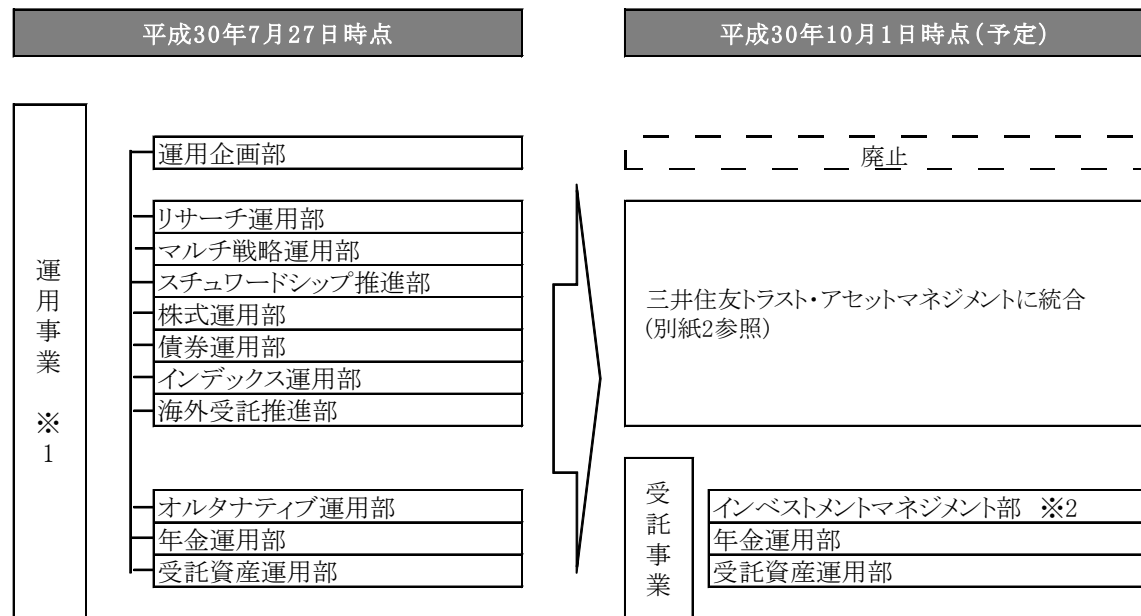 平成30年7月27日時点
平成30年10月1日時点(予定)
運用事業 ※1
運用企画部
リサーチ運用部
マルチ戦略運用部
スチュワードシップ推進部
株式運用部
債券運用部
インデックス運用部
海外受託推進部
オルタナティブ運用部
年金運用部
受託資産運用部
廃止
三井住友トラスト・アセットマネジメントに統合
(別紙2参照)
受託事業
インベストメントマネジメント部 ※2
年金運用部
受託資産運用部